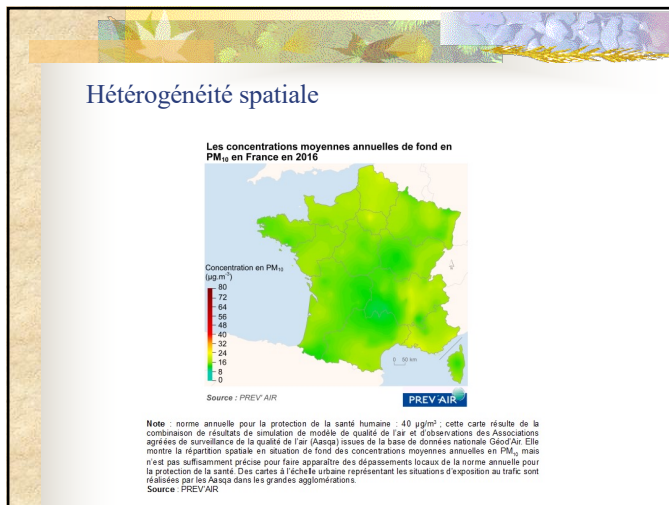 Hétérogénéité spatiale
Les concentrations moyennes annuelles de fond en
PM₁₀ en France en 2016
Concentration en PM₁₀
(µg.m⁻³)
80
72
64
56
48
40
32
24
16
8
0
0 50 km
Source : PREV'AIR
PREV'AIR
Note : norme annuelle pour la protection de la santé humaine : 40 µg/m³ ; cette carte résulte de la
combinaison de résultats de simulation de modèle de qualité de l'air et d'observations des Associations
agréées de surveillance de la qualité de l'air (Aasqa) issues de la base de données nationale Géod'Air. Elle
montre la répartition spatiale en situation de fond des concentrations moyennes annuelles en PM₁₀ mais
n'est pas suffisamment précise pour faire apparaître des dépassements locaux de la norme annuelle pour
la protection de la santé. Des cartes à l'échelle urbaine représentant les situations d'exposition au trafic sont
réalisées par les Aasqa dans les grandes agglomérations.
Source : PREV'AIR